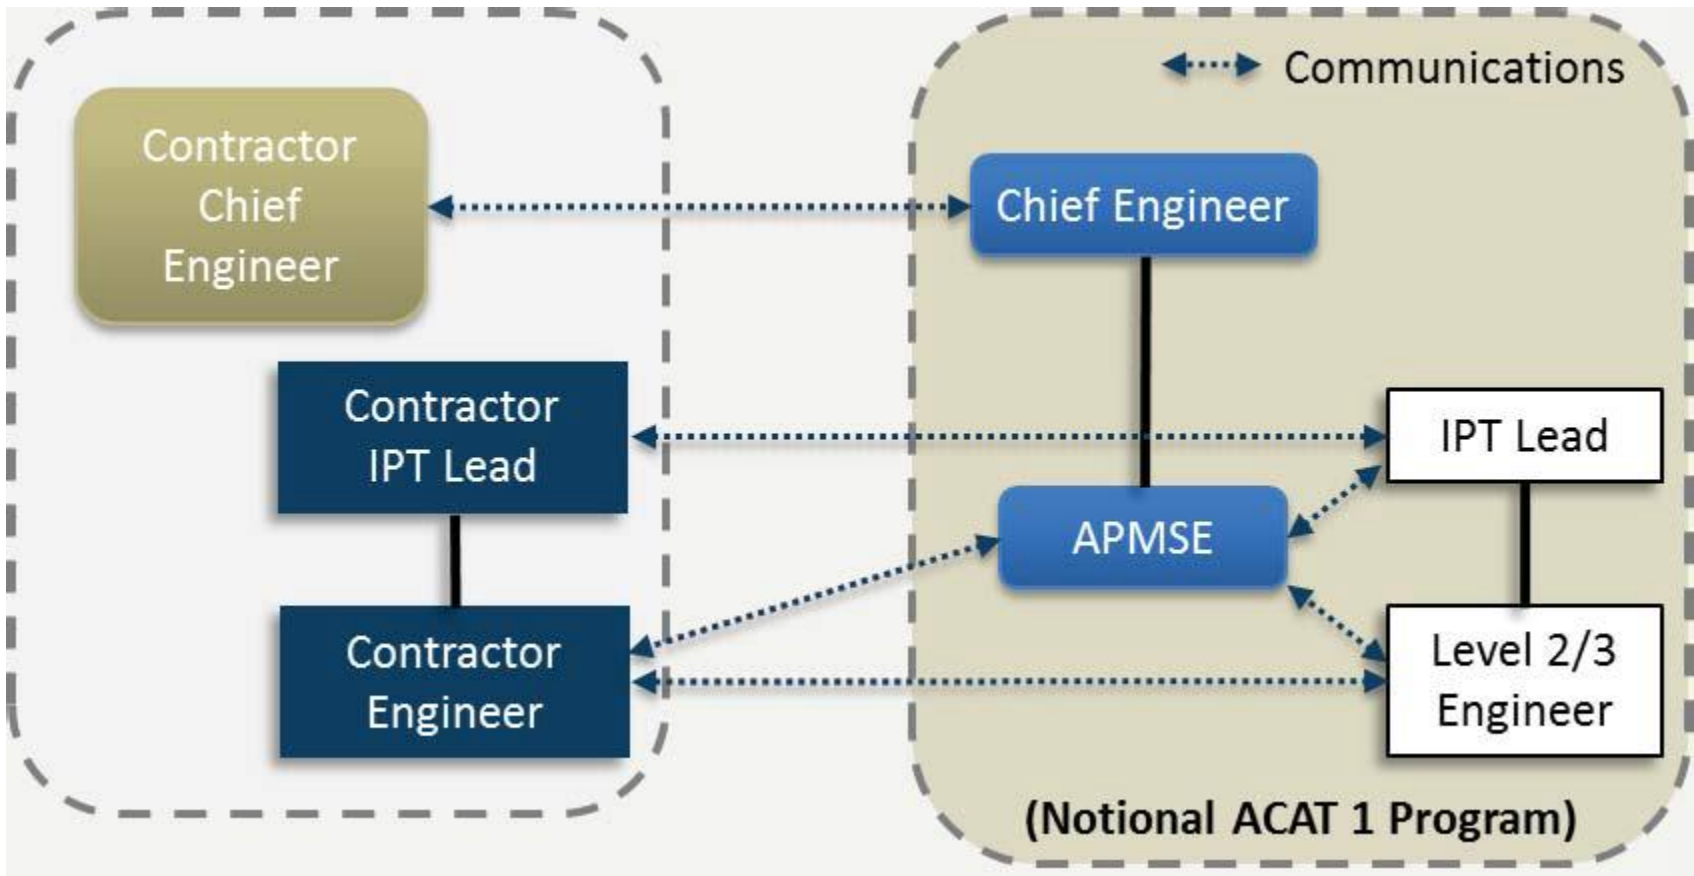 Communications
Contractor
Chief
Engineer
Chief Engineer
Contractor
IPT Lead
IPT Lead
APMSE
Contractor
Engineer
Level 2/3
Engineer
(Notional ACAT 1 Program)